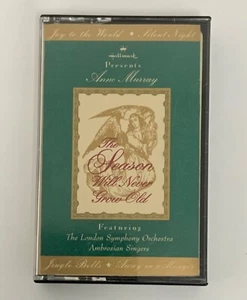 Joy to the World • Silent Night
Hallmark
Presents
Anne Murray
The
Season
Will Never
Grow Old
Featuring
The London Symphony Orchestra
Ambrosian Singers
Jingle Bells • Away in a Manger